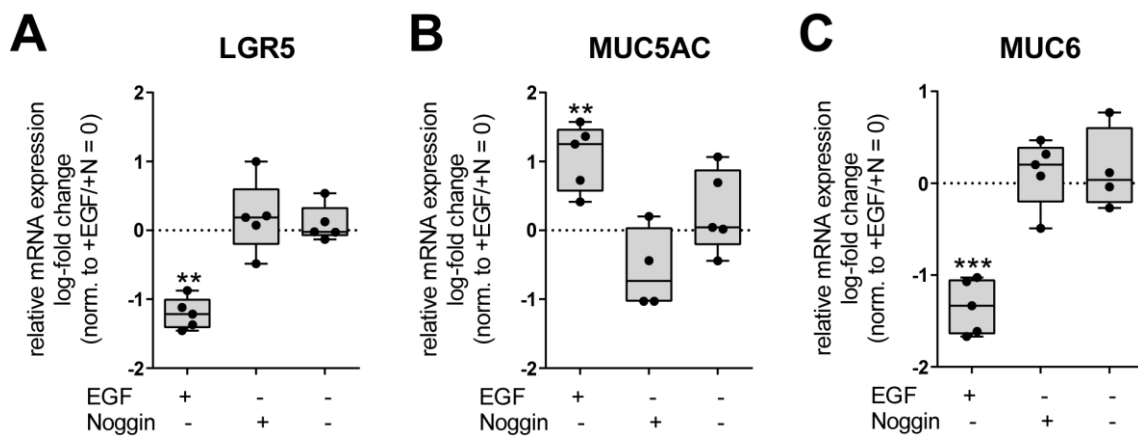 A
LGR5
relative mRNA expression
log-fold change
(norm. to +EGF/+N = 0)
2
1
0
-1
-2
**
EGF + - -
Noggin - + -
B
MUC5AC
relative mRNA expression
log-fold change
(norm. to +EGF/+N = 0)
2
1
0
-1
-2
**
EGF + - -
Noggin - + -
C
MUC6
relative mRNA expression
log-fold change
(norm. to +EGF/+N = 0)
1
0
-1
-2
***
EGF + - -
Noggin - + -